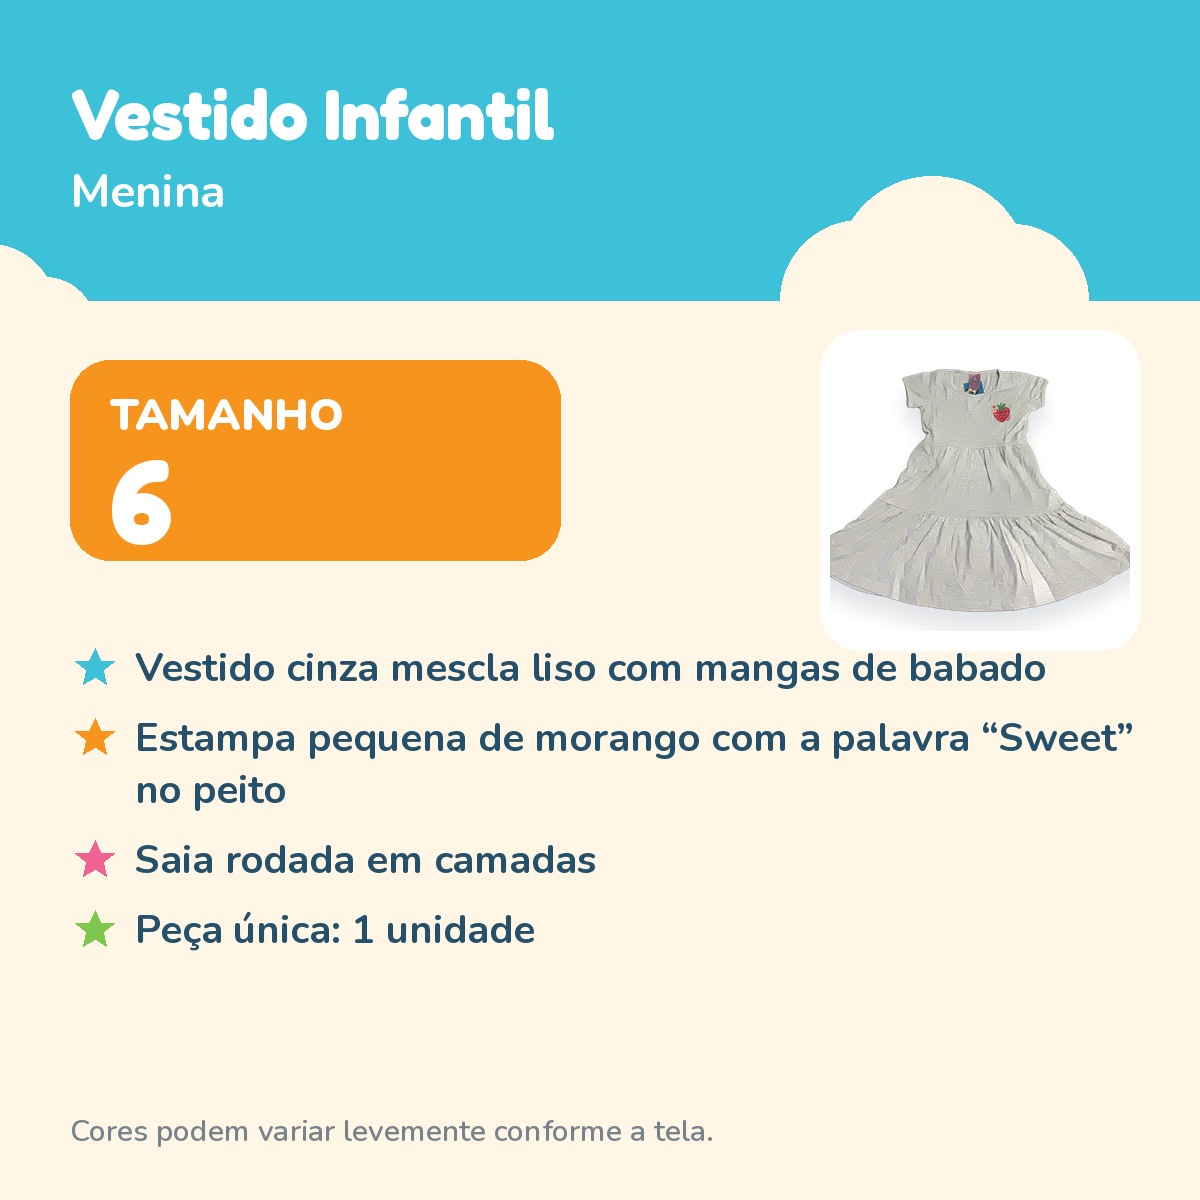 Vestido Infantil
Menina
TAMANHO
6
Vestido cinza mescla liso com mangas de babado
Estampa pequena de morango com a palavra “Sweet”
no peito
Saia rodada em camadas
Peça única: 1 unidade
Cores podem variar levemente conforme a tela.